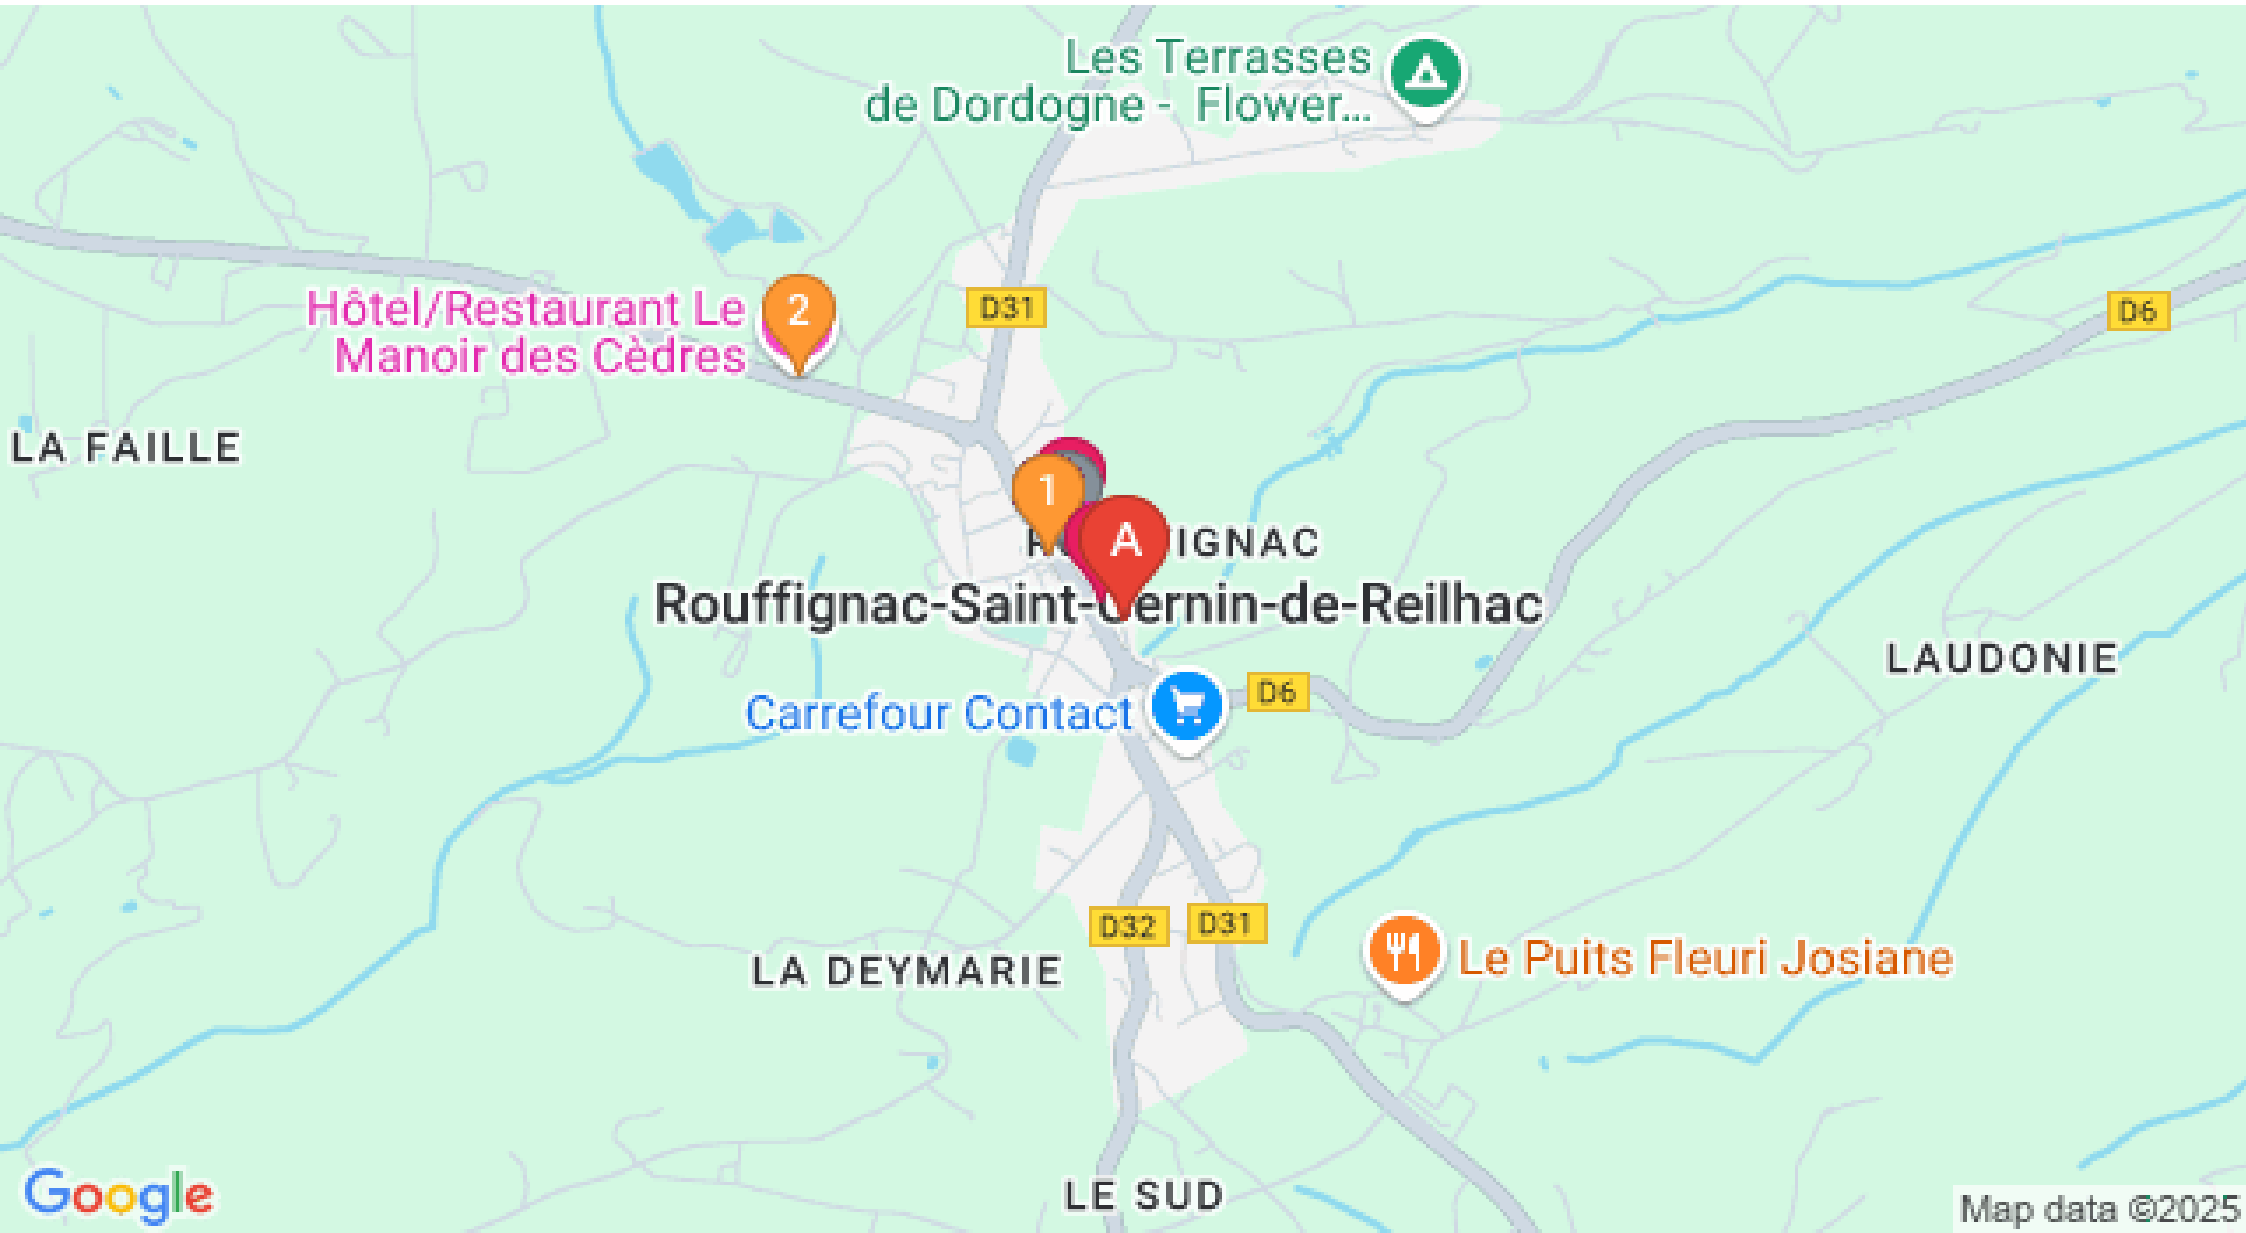 Les Terrasses
de Dordogne - Flower...
D31
D6
Hôtel/Restaurant Le
Manoir des Cèdres
2
LA FAILLE
1
A
IGNAC
Rouffignac-Saint-Cernin-de-Reilhac
LAUDONIE
D6
Carrefour Contact
D32
D31
Le Puits Fleuri Josiane
LA DEYMARIE
LE SUD
Google
Map data ©2025